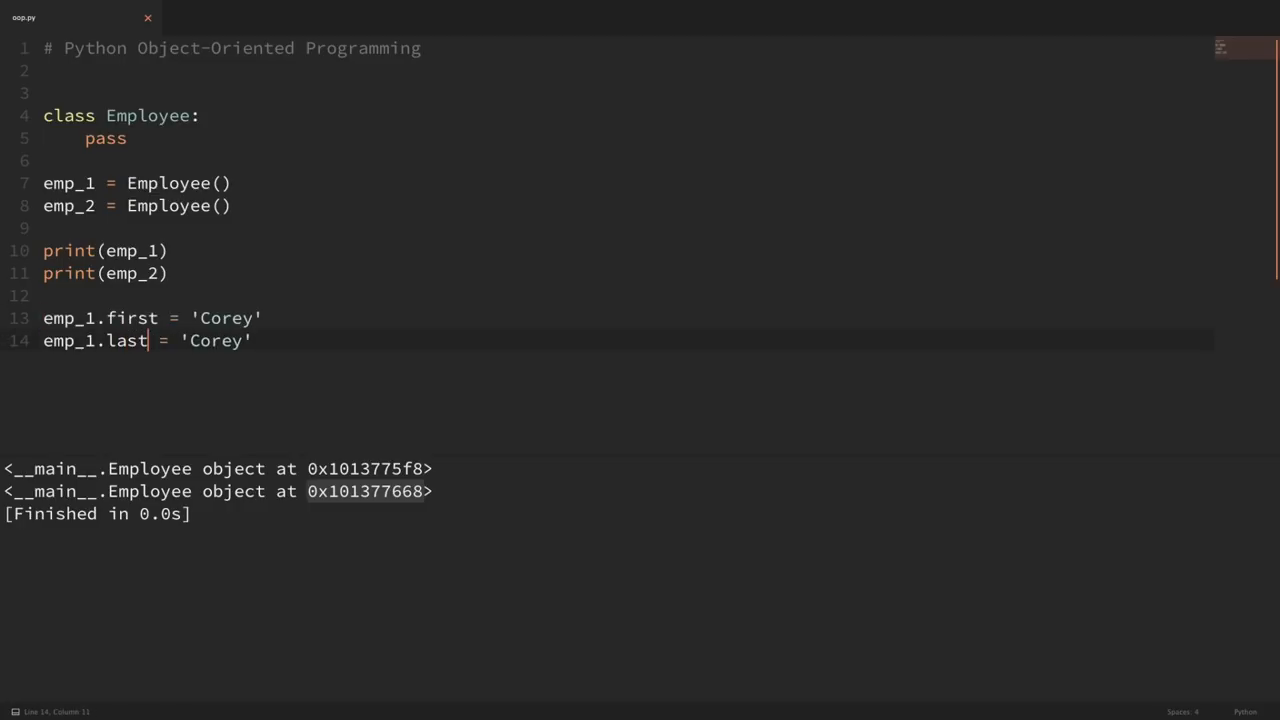 oop.py ×
1 # Python Object-Oriented Programming
2
3
4 class Employee:
5     pass
6
7 emp_1 = Employee()
8 emp_2 = Employee()
9
10 print(emp_1)
11 print(emp_2)
12
13 emp_1.first = 'Corey'
14 emp_1.last = 'Corey'
<__main__.Employee object at 0x1013775f8>
<__main__.Employee object at 0x101377668>
[Finished in 0.0s]
Line 14, Column 11 Spaces: 4 Python